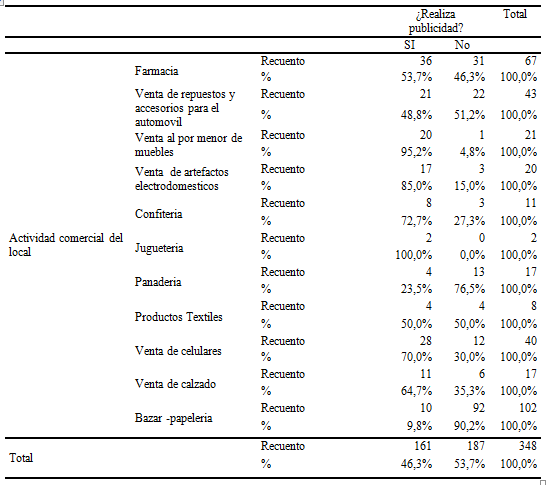 ¿Realiza Total
publicidad?
SI No
Farmacia Recuento 36 31 67
% 53,7% 46,3% 100,0%
Venta de repuestos y Recuento 21 22 43
accesorios para el
automovil % 48,8% 51,2% 100,0%
Venta al por menor de Recuento 20 1 21
muebles % 95,2% 4,8% 100,0%
Venta de artefactos Recuento 17 3 20
electrodomesticos % 85,0% 15,0% 100,0%
Confiteria Recuento 8 3 11
% 72,7% 27,3% 100,0%
Actividad comercial del
local
Jugueteria Recuento 2 0 2
% 100,0% 0,0% 100,0%
Panaderia Recuento 4 13 17
% 23,5% 76,5% 100,0%
Productos Textiles Recuento 4 4 8
% 50,0% 50,0% 100,0%
Venta de celulares Recuento 28 12 40
% 70,0% 30,0% 100,0%
Venta de calzado Recuento 11 6 17
% 64,7% 35,3% 100,0%
Bazar -papeleria Recuento 10 92 102
% 9,8% 90,2% 100,0%
Total Recuento 161 187 348
% 46,3% 53,7% 100,0%